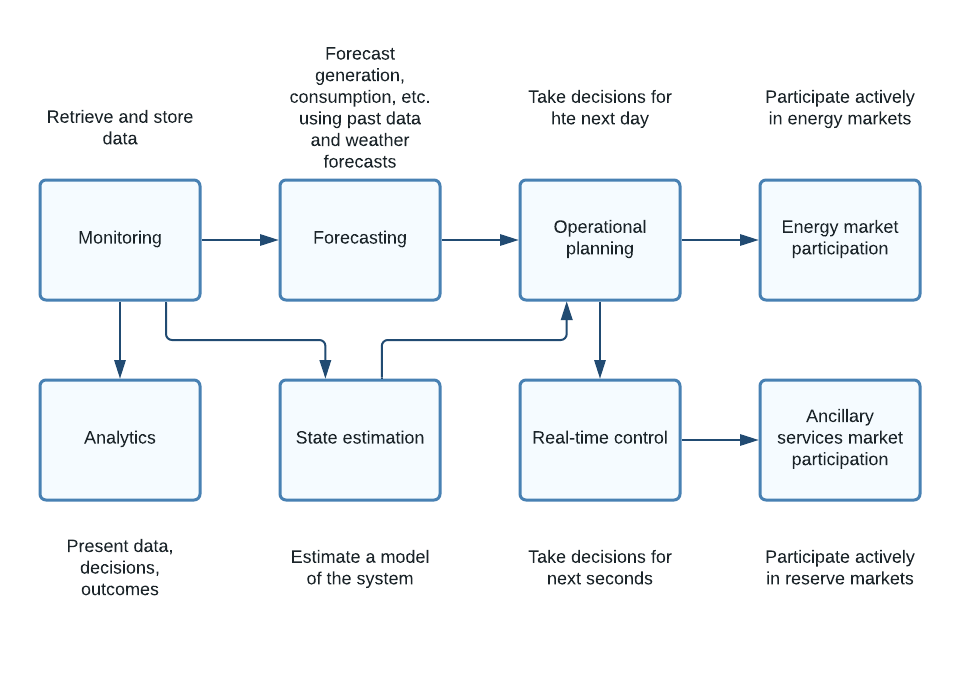 Retrieve and store
data
Forecast
generation,
consumption, etc.
using past data
and weather
forecasts
Take decisions for
hte next day
Participate actively
in energy markets
Monitoring
Forecasting
Operational
planning
Energy market
participation
Analytics
State estimation
Real-time control
Ancillary
services market
participation
Present data,
decisions,
outcomes
Estimate a model
of the system
Take decisions for
next seconds
Participate actively
in reserve markets